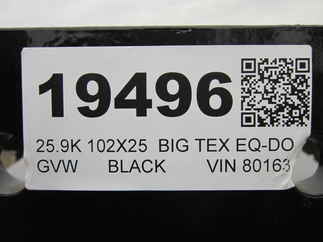 19496
25.9K 102X25 BIG TEX EQ-DO
GVW BLACK VIN 80163